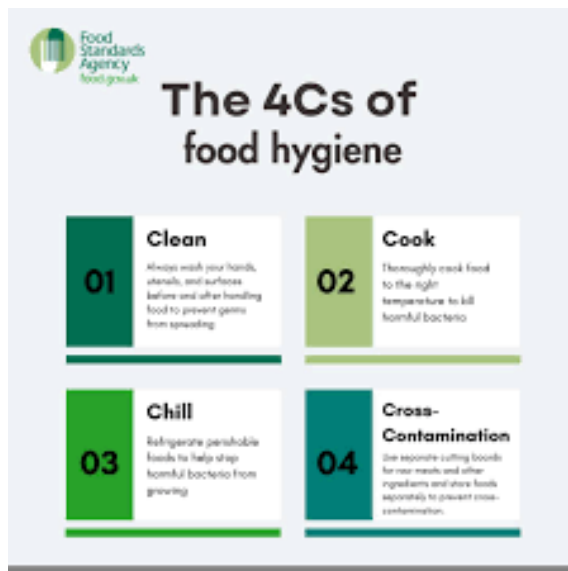 Food
Standards
Agency
food.gov.uk
The 4Cs of
food hygiene
01
Clean
Always wash your hands,
utensils, and surfaces
before and after handling
food to prevent germs
from spreading
02
Cook
Thoroughly cook food
to the right
temperature to kill
harmful bacteria
03
Chill
Refrigerate perishable
foods to help stop
harmful bacteria from
growing
04
Cross-
Contamination
Use separate cutting boards
for raw meats and other
ingredients and store foods
separately to prevent cross-
contamination.